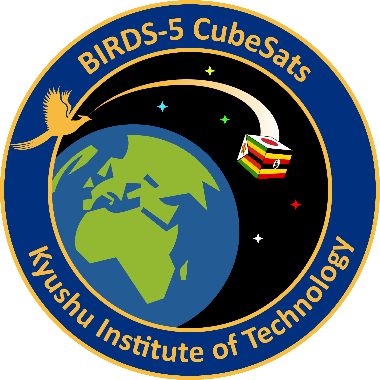 BIRDS-5 CubeSats
Kyushu Institute of Technology